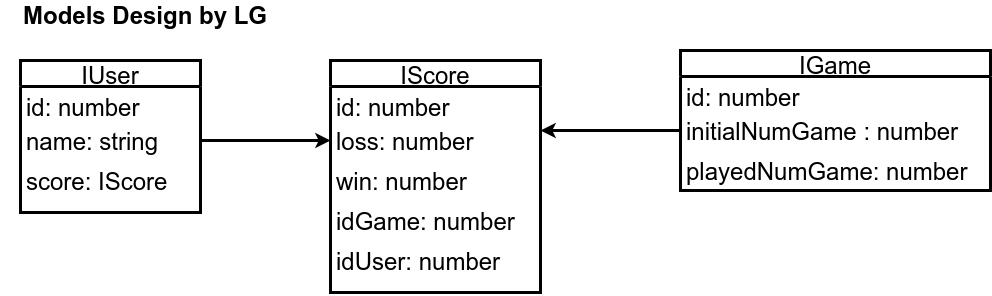 Models Design by LG
IUser
id: number
name: string
score: IScore
IScore
id: number
loss: number
win: number
idGame: number
idUser: number
IGame
id: number
initialNumGame : number
playedNumGame: number